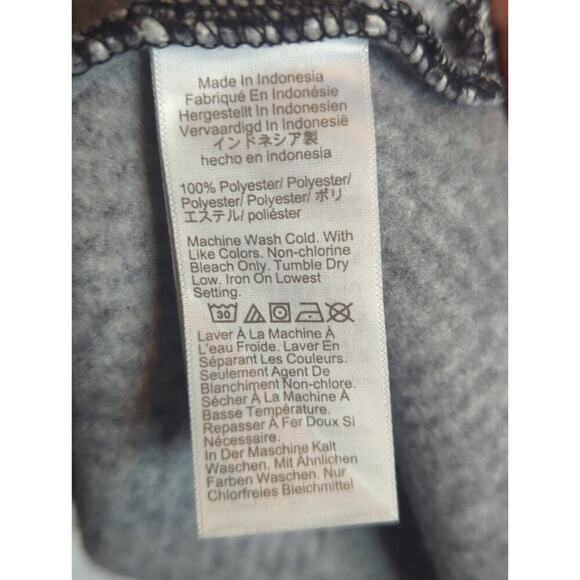 Made In Indonesia
Fabriqué En Indonésie
Hergestellt In Indonesien
Vervaardigd In Indonesië
インドネシア製
hecho en indonesia
100% Polyester/ Polyester/
Polyester/ Polyester/ ポリ
エステル/ poliéster
Machine Wash Cold. With
Like Colors. Non-chlorine
Bleach Only. Tumble Dry
Low. Iron On Lowest
Setting.
30
Laver À La Machine À
L'eau Froide. Laver En
Séparant Les Couleurs.
Seulement Agent De
Blanchiment Non-chlore.
Sécher À La Machine À
Basse Température.
Repasser À Fer Doux Si
Nécessaire.
In Der Maschine Kalt
Waschen. Mit Ähnlichen
Farben Waschen. Nur
Chlorfreies Bleichmittel